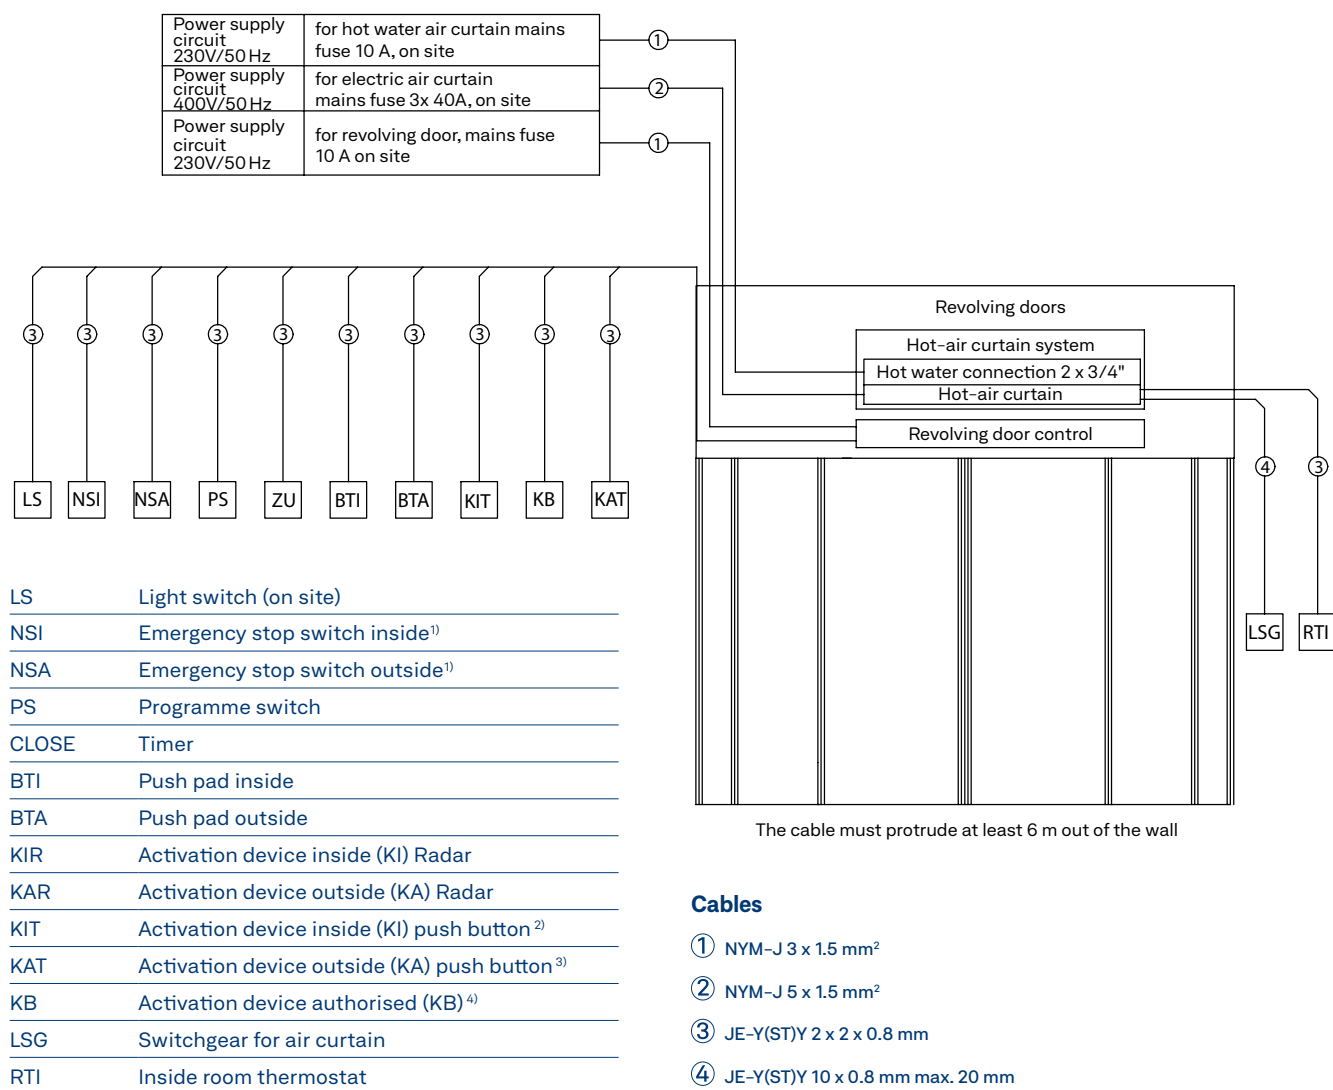 Power supply
circuit
230V/50 Hz
for hot water air curtain mains
fuse 10 A, on site
1
Power supply
circuit
400V/50 Hz
for electric air curtain
mains fuse 3x 40A, on site
2
Power supply
circuit
230V/50 Hz
for revolving door, mains fuse
10 A on site
1
Revolving doors
Hot-air curtain system
Hot water connection 2 x 3/4"
Hot-air curtain
Revolving door control
3 3 3 3 3 3 3 3 3 3
4 3
LS NSI NSA PS ZU BTI BTA KIT KB KAT
LSG RTI
The cable must protrude at least 6 m out of the wall
LS Light switch (on site)
NSI Emergency stop switch inside1)
NSA Emergency stop switch outside1)
PS Programme switch
CLOSE Timer
BTI Push pad inside
BTA Push pad outside
KIR Activation device inside (KI) Radar
KAR Activation device outside (KA) Radar
KIT Activation device inside (KI) push button 2)
KAT Activation device outside (KA) push button 3)
KB Activation device authorised (KB) 4)
LSG Switchgear for air curtain
RTI Inside room thermostat
Cables
1 NYM-J 3 x 1.5 mm2
2 NYM-J 5 x 1.5 mm2
3 JE-Y(ST)Y 2 x 2 x 0.8 mm
4 JE-Y(ST)Y 10 x 0.8 mm max. 20 mm